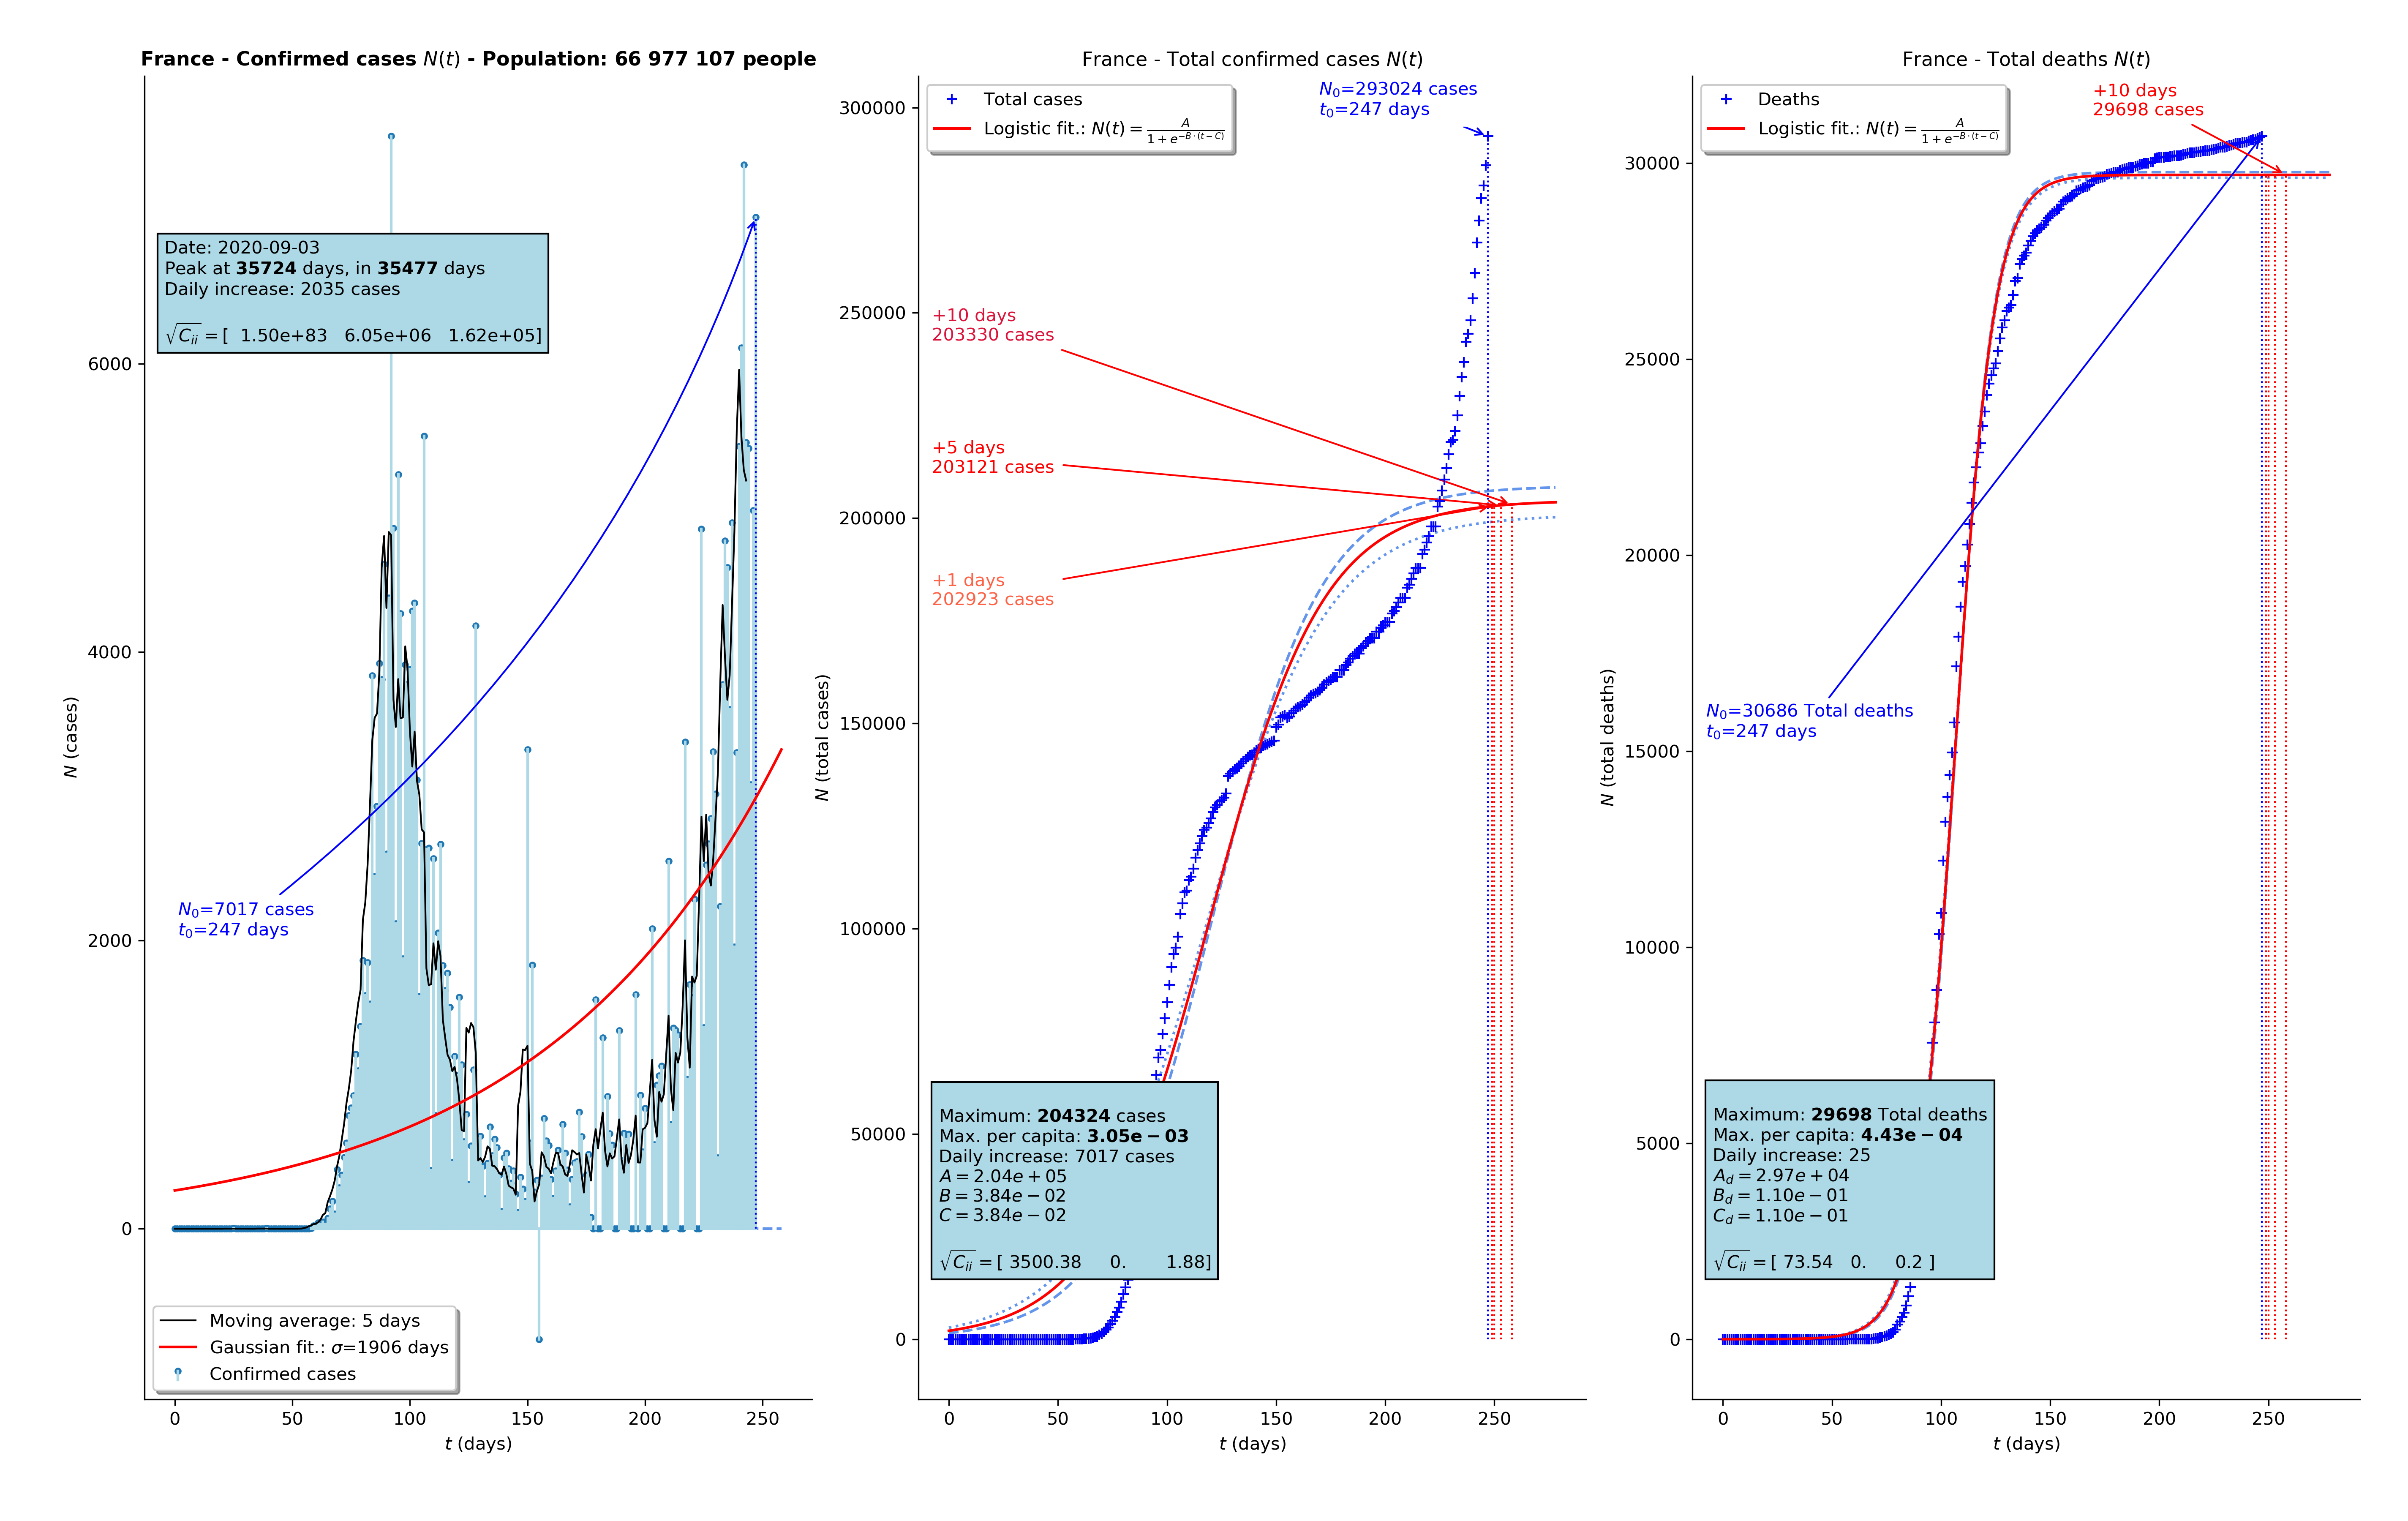 France - Confirmed cases N(t) - Population: 66 977 107 people
Date: 2020-09-03
Peak at 35724 days, in 35477 days
Daily increase: 2035 cases
√C_ii = [ 1.50e+83 6.05e+06 1.62e+05]
N₀=7017 cases
t₀=247 days
Moving average: 5 days
Gaussian fit.: σ=1906 days
Confirmed cases
N (cases)
6000
4000
2000
0
0 50 100 150 200 250
t (days)
France - Total confirmed cases N(t)
Total cases
Logistic fit.: N(t) = A / (1 + e^{-B·(t-C)})
N₀=293024 cases
t₀=247 days
+10 days
203330 cases
+5 days
203121 cases
+1 days
202923 cases
Maximum: 204324 cases
Max. per capita: 3.05e − 03
Daily increase: 7017 cases
A = 2.04e + 05
B = 3.84e − 02
C = 3.84e − 02
√C_ii = [ 3500.38 0. 1.88]
N (total cases)
300000
250000
200000
150000
100000
50000
0
0 50 100 150 200 250
t (days)
France - Total deaths N(t)
Deaths
Logistic fit.: N(t) = A / (1 + e^{-B·(t-C)})
+10 days
29698 cases
N₀=30686 Total deaths
t₀=247 days
Maximum: 29698 Total deaths
Max. per capita: 4.43e − 04
Daily increase: 25
A_d = 2.97e + 04
B_d = 1.10e − 01
C_d = 1.10e − 01
√C_ii = [ 73.54 0. 0.2 ]
N (total deaths)
30000
25000
20000
15000
10000
5000
0
0 50 100 150 200 250
t (days)